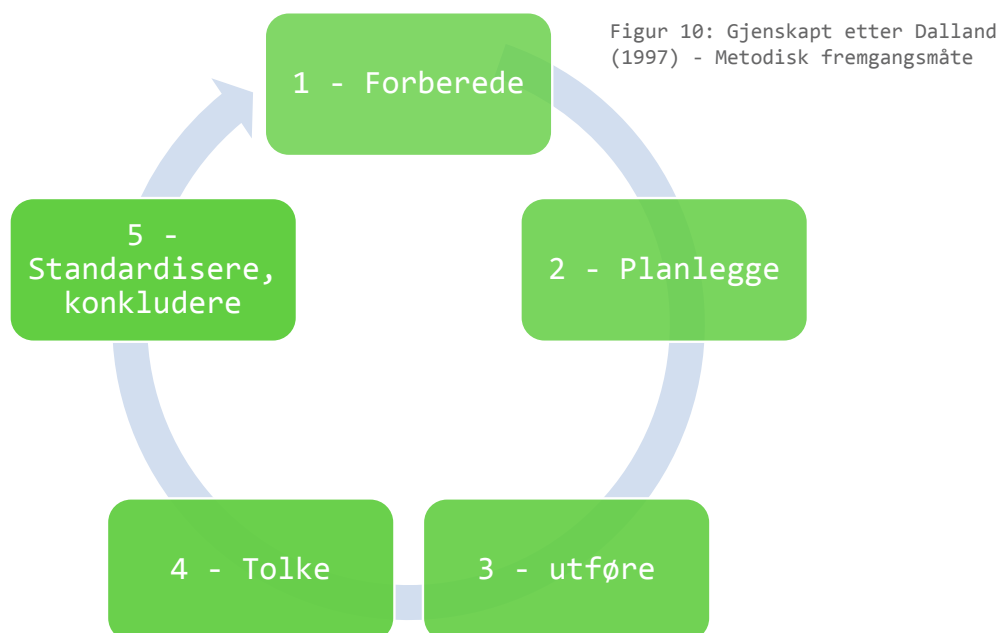 Figur 10: Gjenskapt etter Dalland
(1997) - Metodisk fremgangsmåte
1 - Forberede
2 - Planlegge
3 - utføre
4 - Tolke
5 -
Standardisere,
konkludere